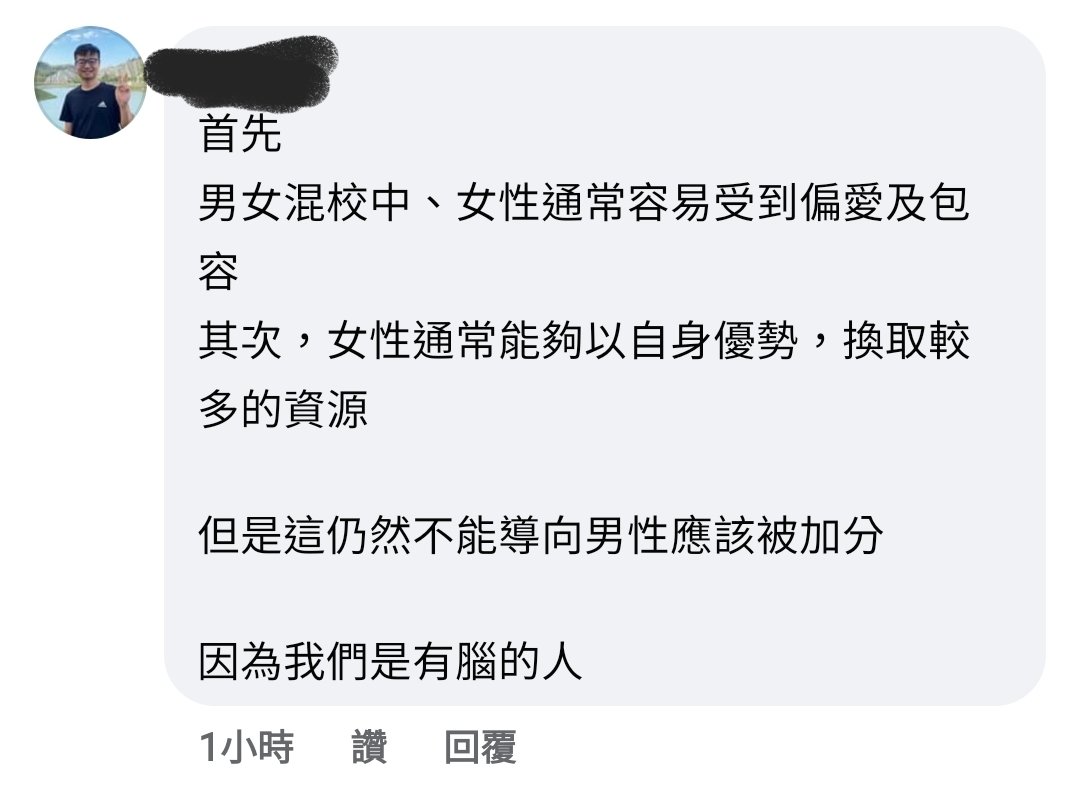 首先
男女混校中、女性通常容易受到偏愛及包
容
其次，女性通常能夠以自身優勢，換取較
多的資源
但是這仍然不能導向男性應該被加分
因為我們是有腦的人
1小時 讚 回覆